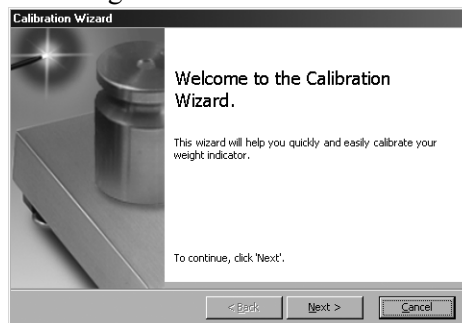 Calibration Wizard
Welcome to the Calibration
Wizard.
This wizard will help you quickly and easily calibrate your
weight indicator.
To continue, click 'Next'.
< Back
Next >
Cancel